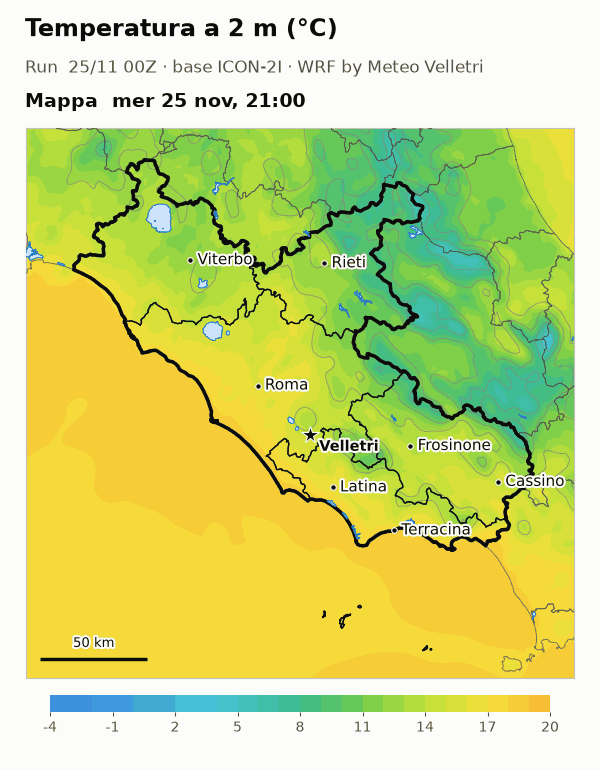 Temperatura a 2 m (°C)
Run  25/11 00Z · base ICON-2I · WRF by Meteo Velletri
Mappa  mer 25 nov, 21:00
Viterbo
Rieti
Roma
Velletri
Frosinone
Latina
Cassino
Terracina
50 km
-4 -1 2 5 8 11 14 17 20